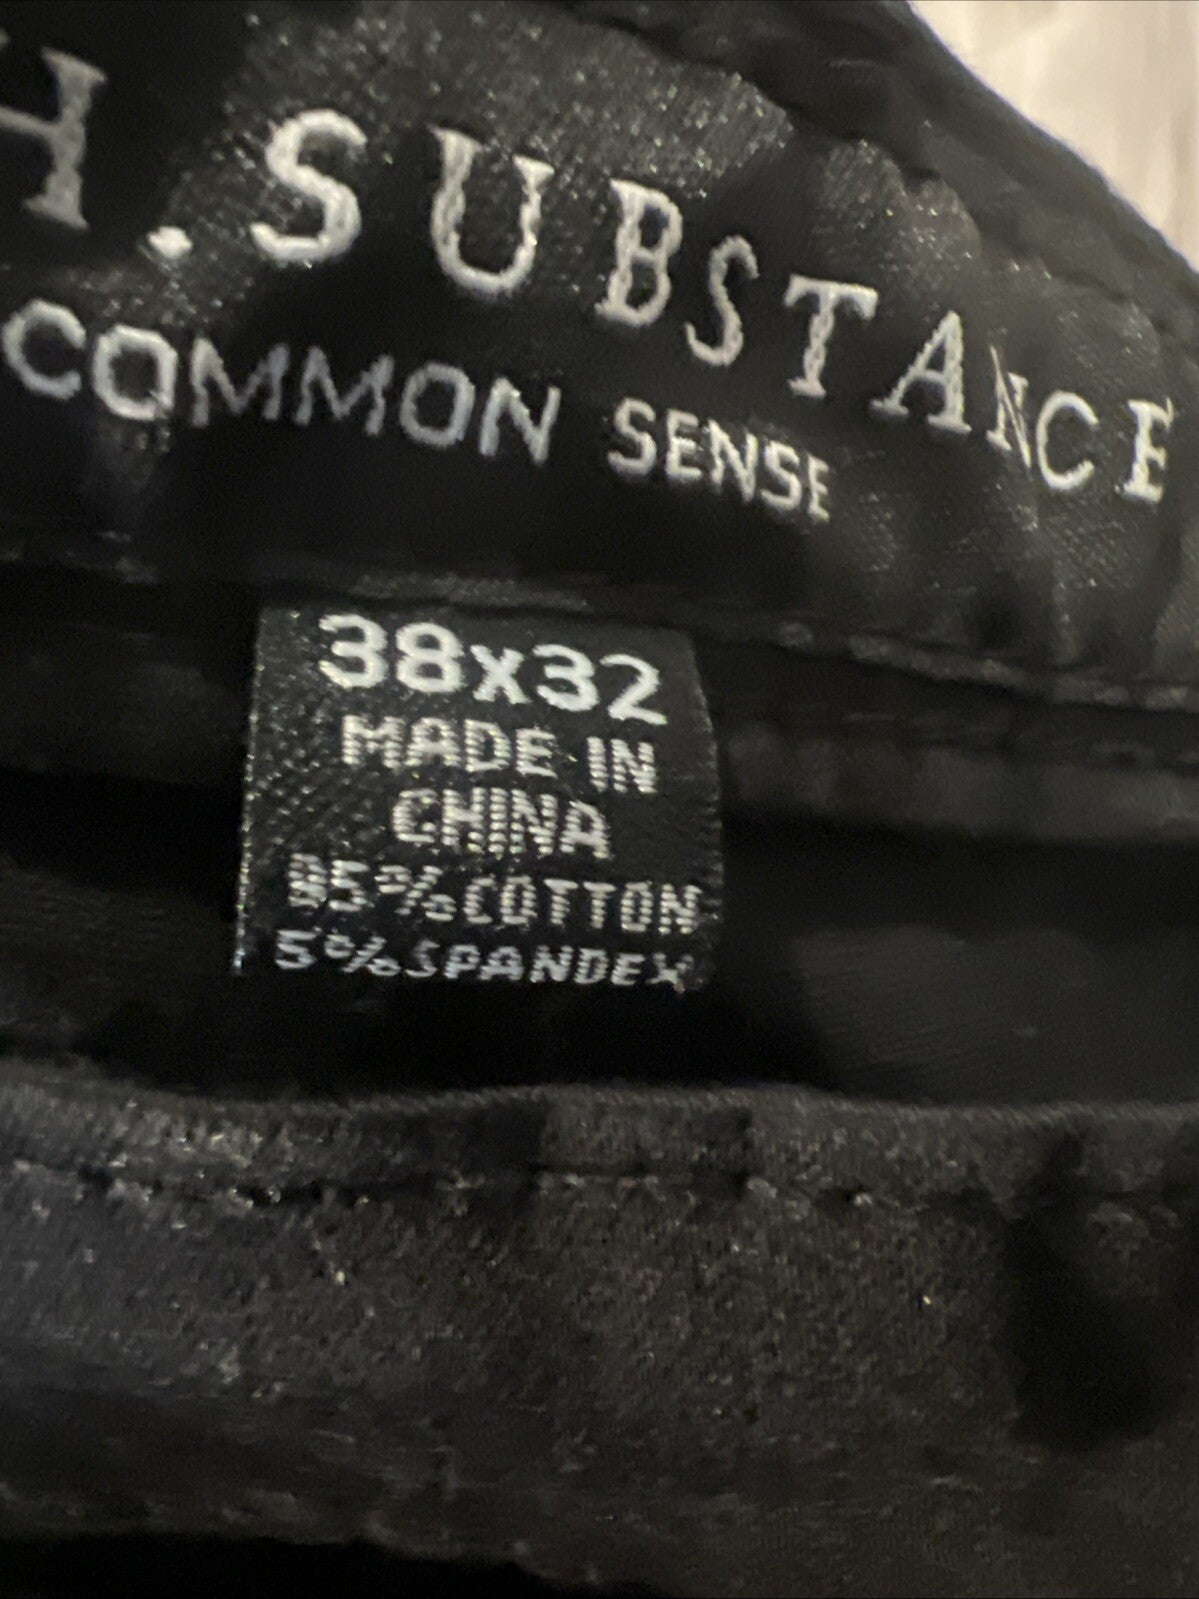 H.SUBSTANCE
COMMON SENSE
38x32
MADE IN
CHINA
95%COTTON
5%SPANDEX